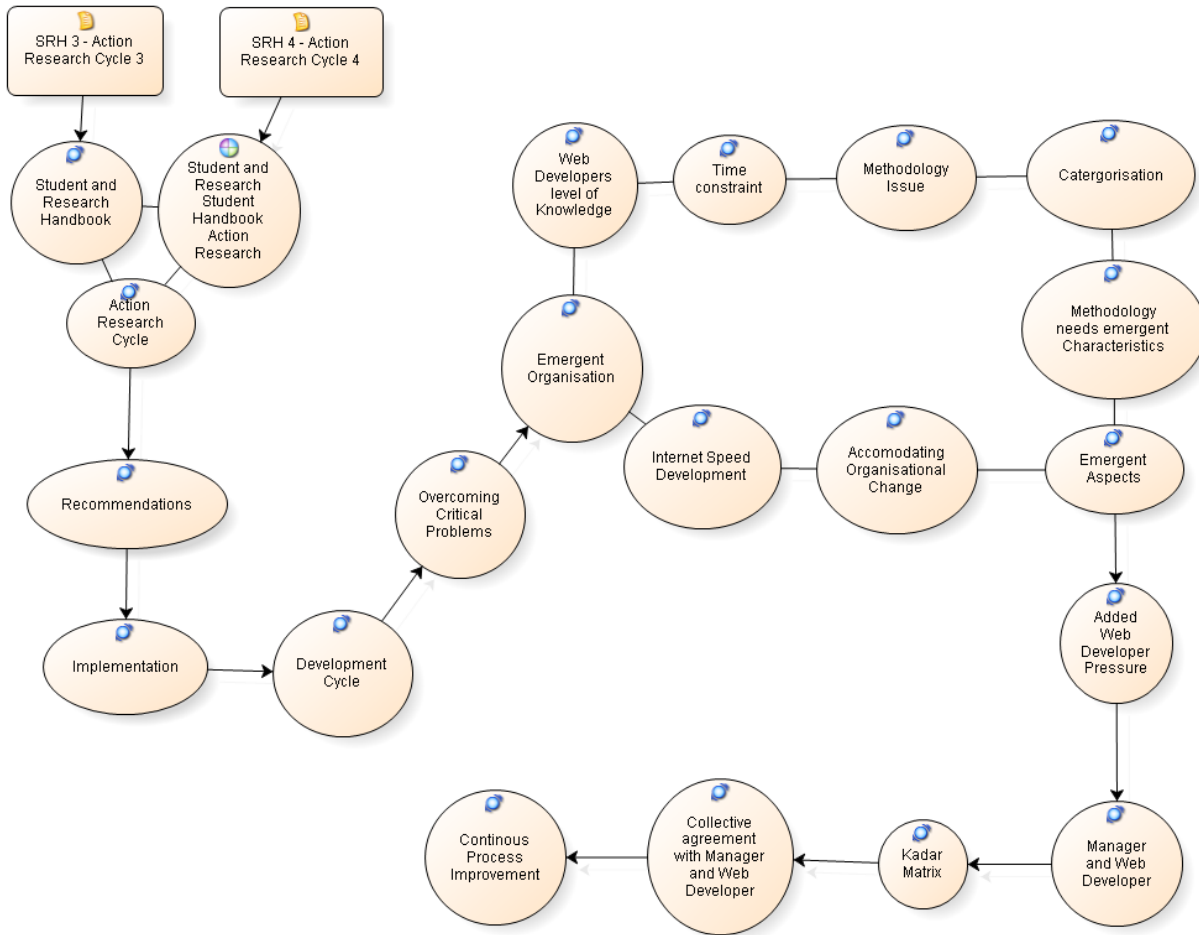 SRH 3 - Action
Research Cycle 3
SRH 4 - Action
Research Cycle 4
Student and
Research
Handbook
Student and
Research
Student
Handbook
Action
Research
Action
Research
Cycle
Recommendations
Implementation
Development
Cycle
Overcoming
Critical
Problems
Emergent
Organisation
Web
Developers
level of
Knowledge
Time
constraint
Methodology
Issue
Catergorisation
Methodology
needs emergent
Characteristics
Internet Speed
Development
Accomodating
Organisational
Change
Emergent
Aspects
Added
Web
Developer
Pressure
Manager
and Web
Developer
Kadar
Matrix
Collective
agreement
with Manager
and Web
Developer
Continous
Process
Improvement